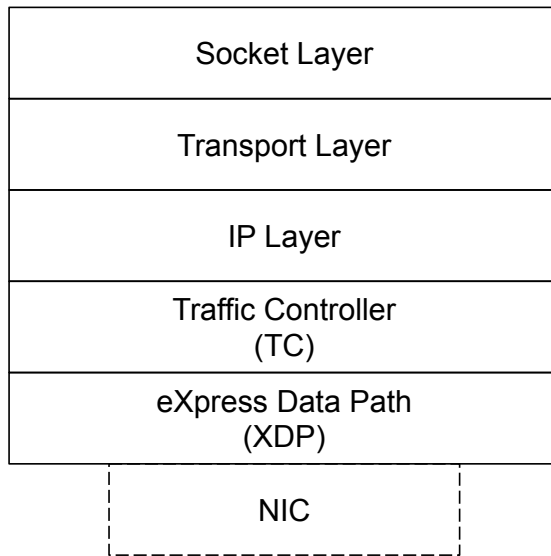 Socket Layer
Transport Layer
IP Layer
Traffic Controller
(TC)
eXpress Data Path
(XDP)
NIC